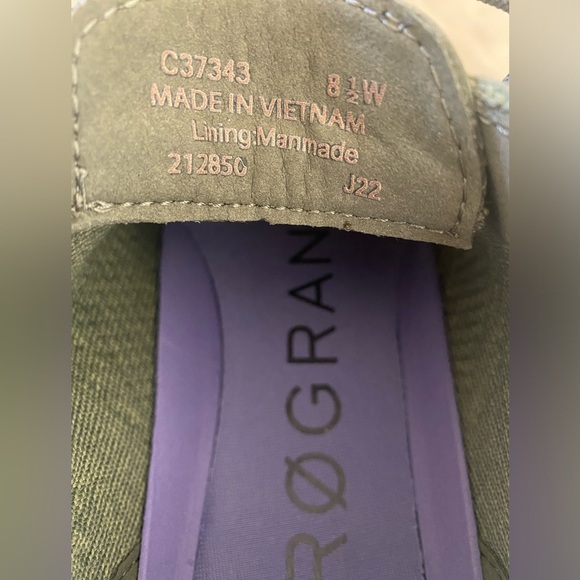 C37343 8 ½ W
MADE IN VIETNAM
Lining:Manmade
212850 J22
RØGRAN